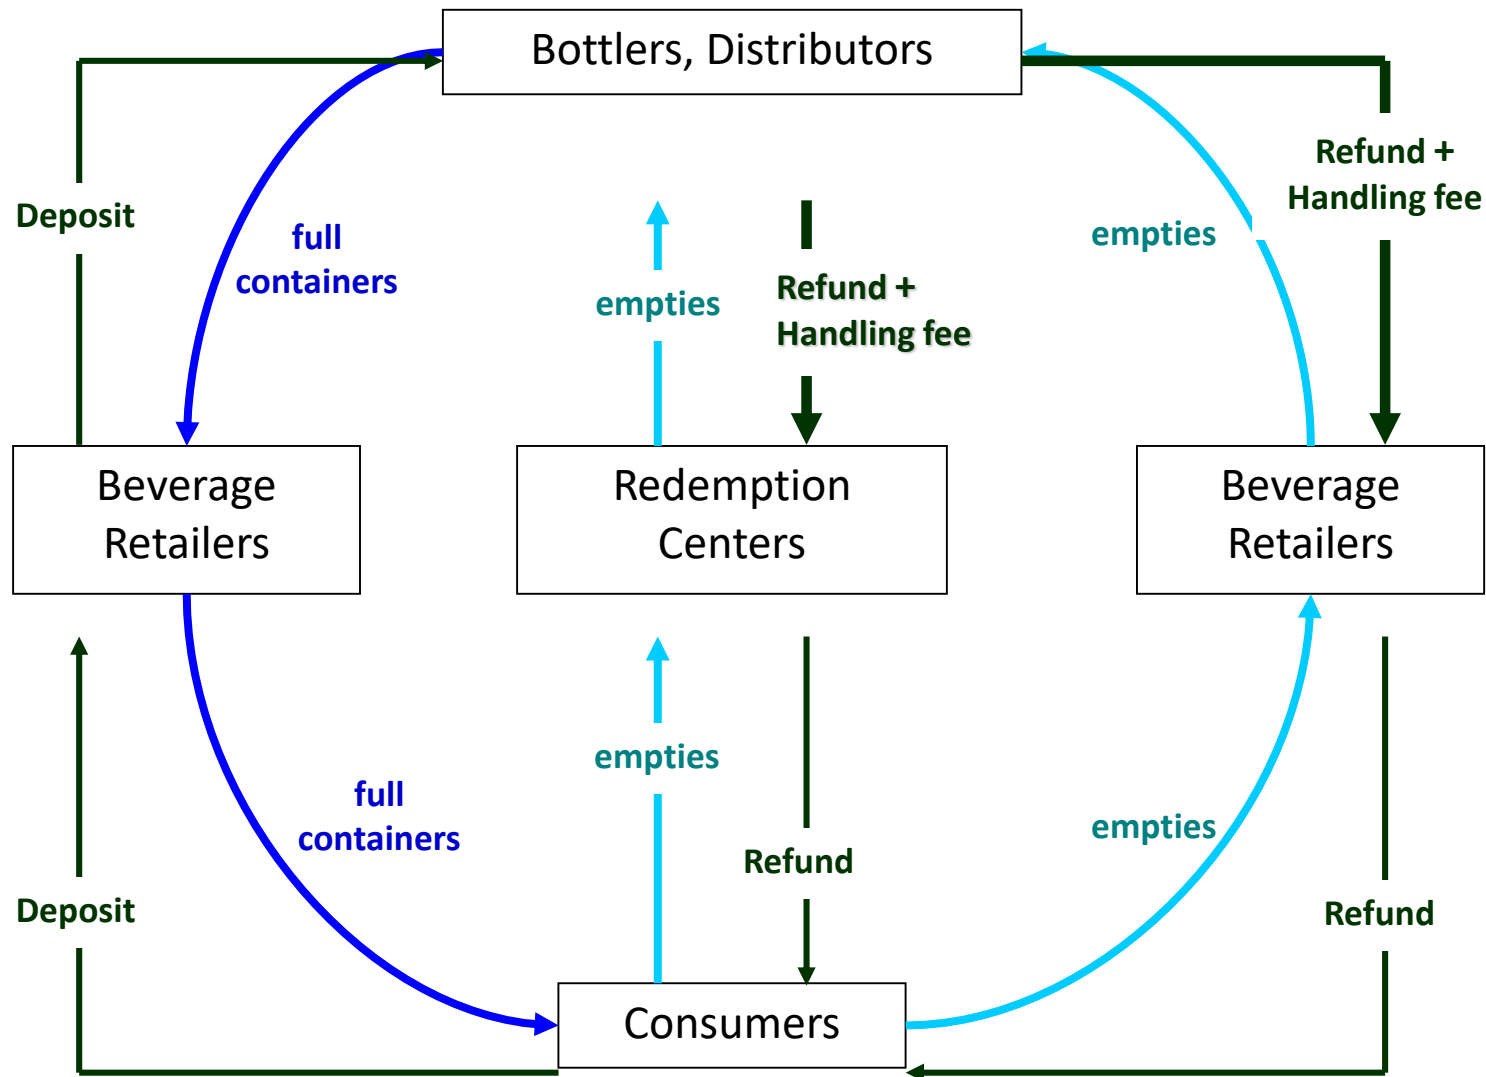 Bottlers, Distributors
Deposit
full
containers
empties
Refund +
Handling fee
empties
Refund +
Handling fee
Beverage
Retailers
Redemption
Centers
Beverage
Retailers
full
containers
Deposit
empties
Refund
empties
Refund
Consumers